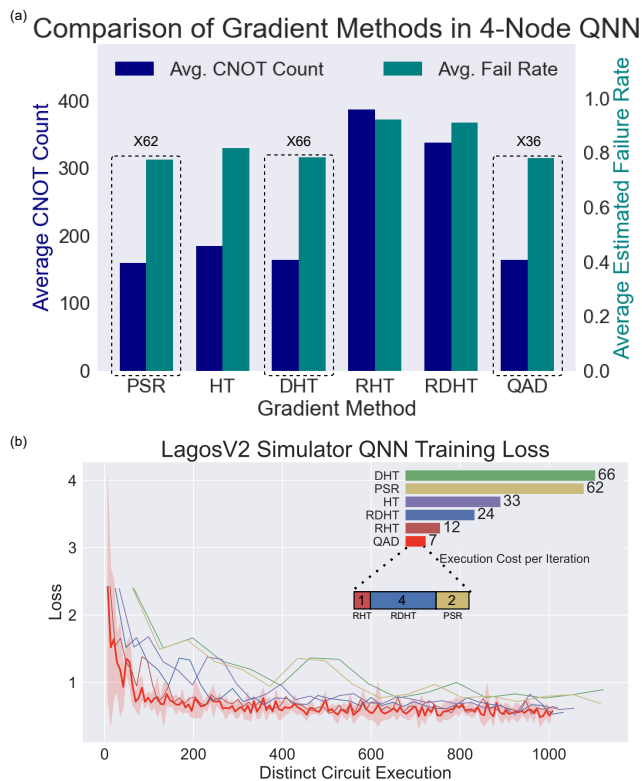 (a)
Comparison of Gradient Methods in 4-Node QNN
Avg. CNOT Count
Avg. Fail Rate
Average CNOT Count
Average Estimated Failure Rate
400
300
200
100
0
1.0
0.8
0.6
0.4
0.2
0.0
X62
X66
X36
PSR
HT
DHT
RHT
RDHT
QAD
Gradient Method
(b)
LagosV2 Simulator QNN Training Loss
Loss
4
3
2
1
DHT 66
PSR 62
HT 33
RDHT 24
RHT 12
QAD 7
Execution Cost per Iteration
1 4 2
RHT RDHT PSR
0 200 400 600 800 1000
Distinct Circuit Execution